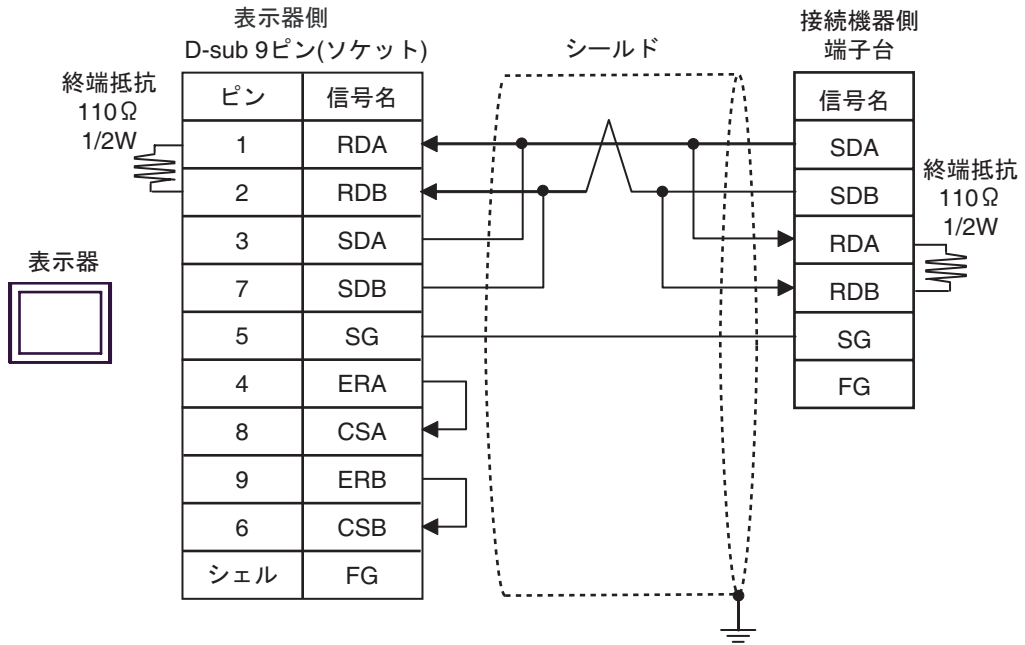 表示器側
D-sub 9ピン(ソケット)
シールド
接続機器側
端子台
終端抵抗
110Ω
1/2W
ピン 信号名
1 RDA
2 RDB
3 SDA
7 SDB
5 SG
4 ERA
8 CSA
9 ERB
6 CSB
シェル FG
表示器
信号名
SDA
SDB
RDA
RDB
SG
FG
終端抵抗
110Ω
1/2W